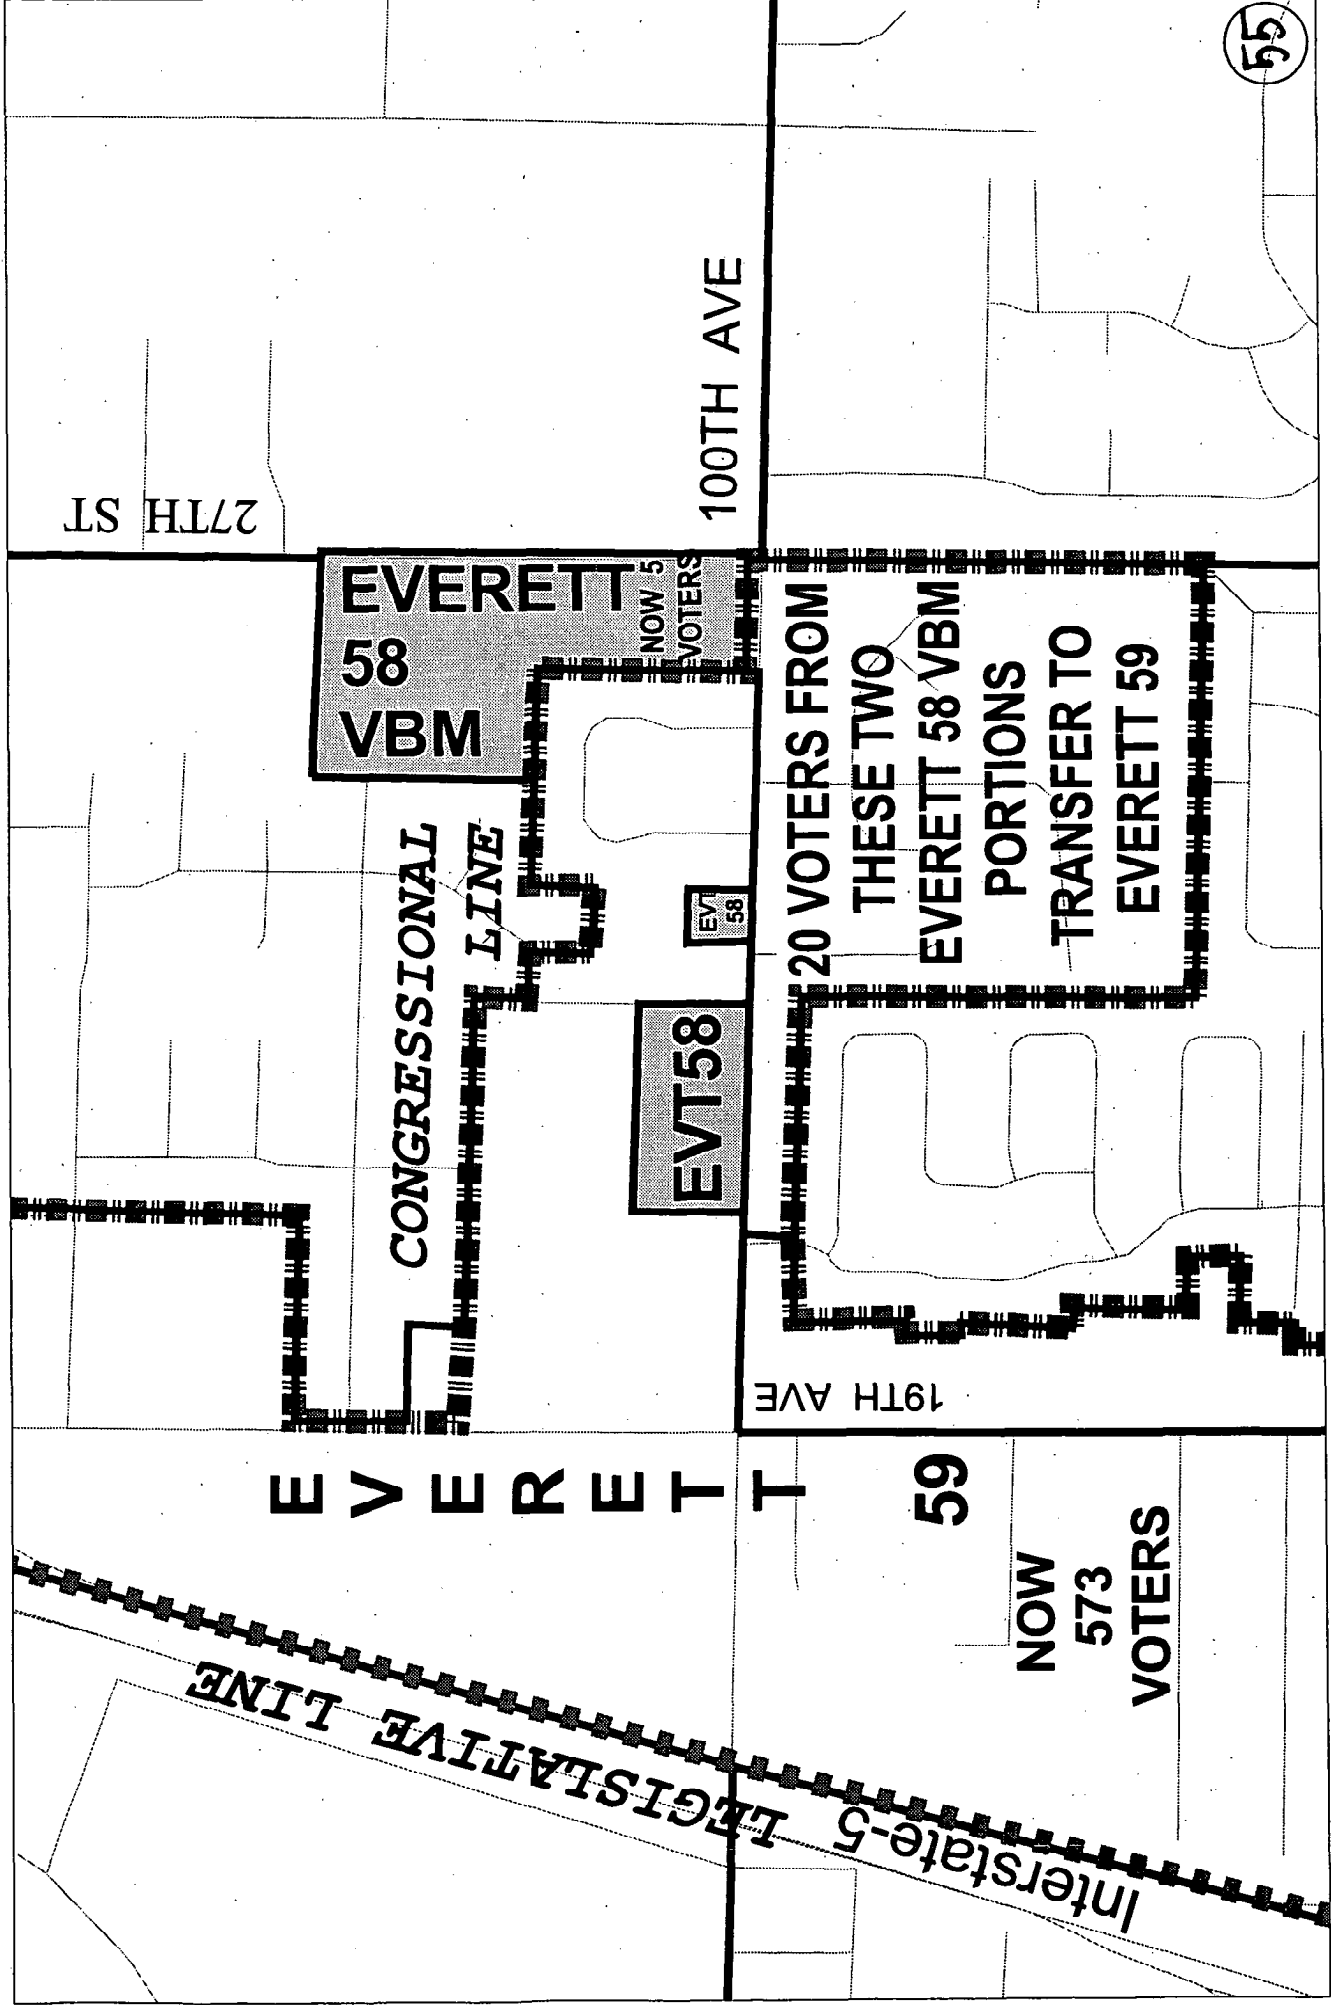 55
27TH ST
100TH AVE
EVERETT
58
VBM
NOW 5
VOTERS
CONGRESSIONAL
LINE
EVT
58
EVT58
20 VOTERS FROM
THESE TWO
EVERETT 58 VBM
PORTIONS
TRANSFER TO
EVERETT 59
19TH AVE
EVERETT
59
NOW
573
VOTERS
LEGISLATIVE LINE
Interstate-5